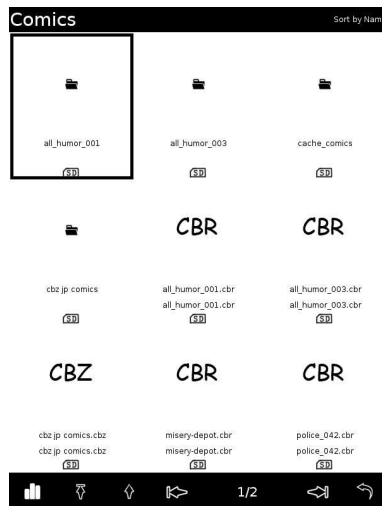 Comics
Sort by Nam
all_humor_001
all_humor_003
cache_comics
SD
SD
SD
CBR
CBR
cbz jp comics
all_humor_001.cbr
all_humor_003.cbr
all_humor_001.cbr
all_humor_003.cbr
SD
SD
SD
CBZ
CBR
CBR
cbz jp comics.cbz
misery-depot.cbr
police_042.cbr
cbz jp comics.cbz
misery-depot.cbr
police_042.cbr
SD
SD
SD
1/2